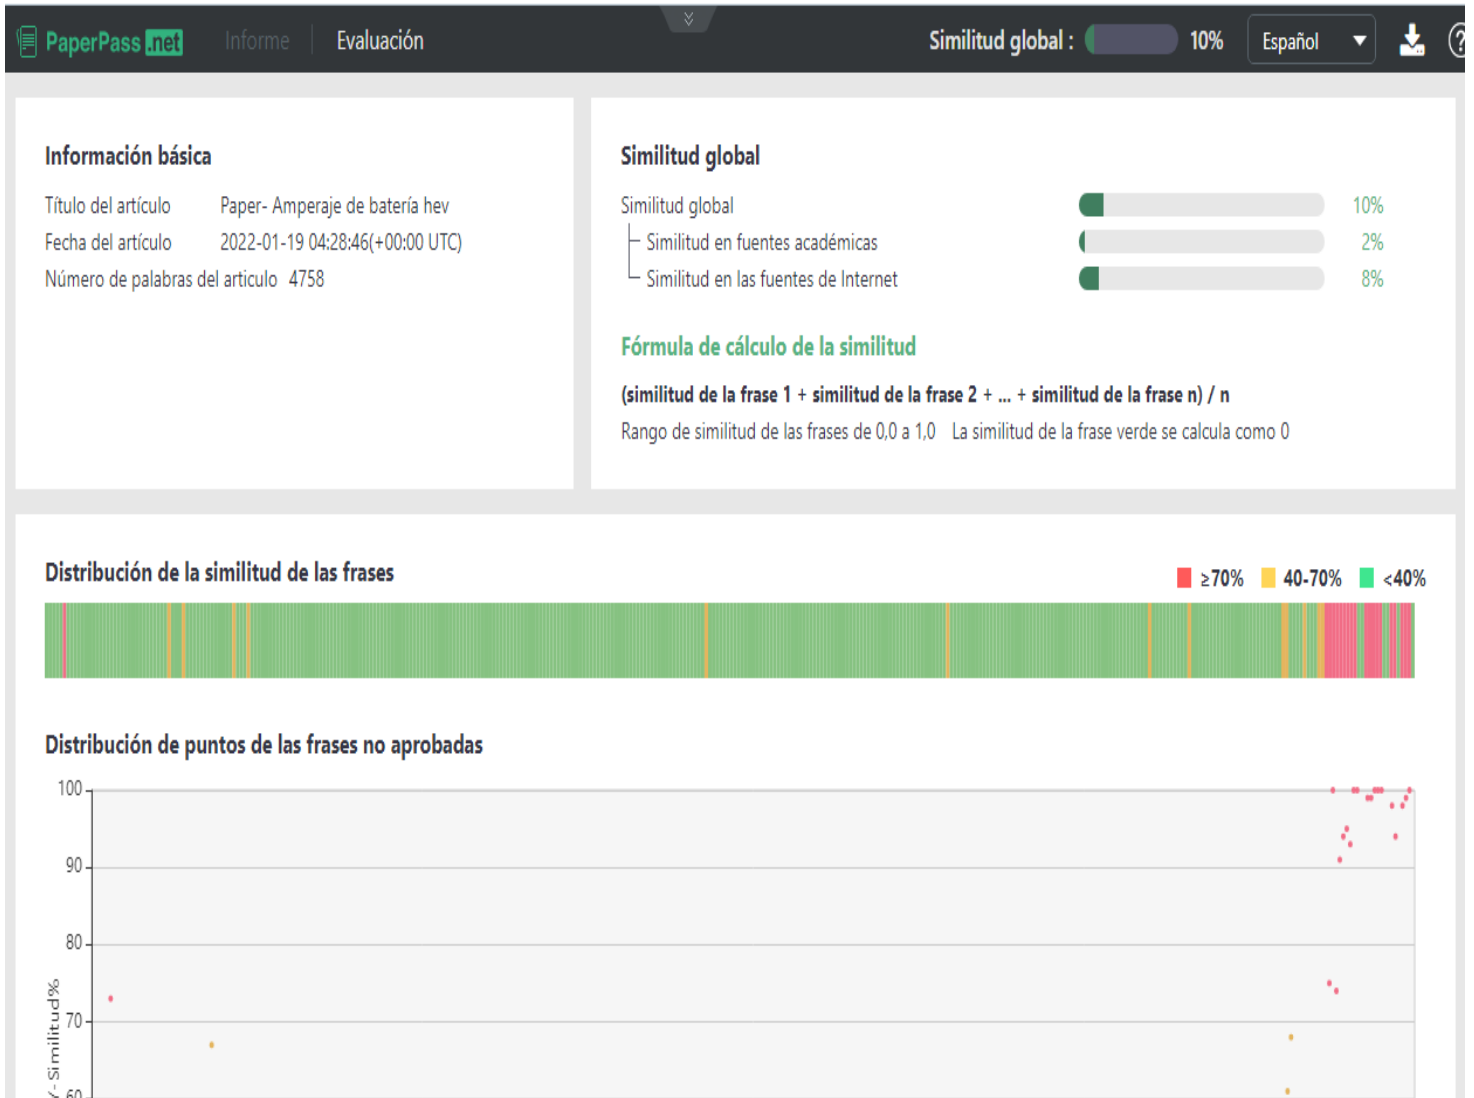 PaperPass .net Informe Evaluación Similitud global : 10% Español
Información básica
Título del artículo Paper- Amperaje de batería hev
Fecha del artículo 2022-01-19 04:28:46(+00:00 UTC)
Número de palabras del articulo 4758
Similitud global
Similitud global 10%
Similitud en fuentes académicas 2%
Similitud en las fuentes de Internet 8%
Fórmula de cálculo de la similitud
(similitud de la frase 1 + similitud de la frase 2 + ... + similitud de la frase n) / n
Rango de similitud de las frases de 0,0 a 1,0 La similitud de la frase verde se calcula como 0
Distribución de la similitud de las frases
≥70% 40-70% <40%
Distribución de puntos de las frases no aprobadas
100
90
80
70
60
Y- Similitud%